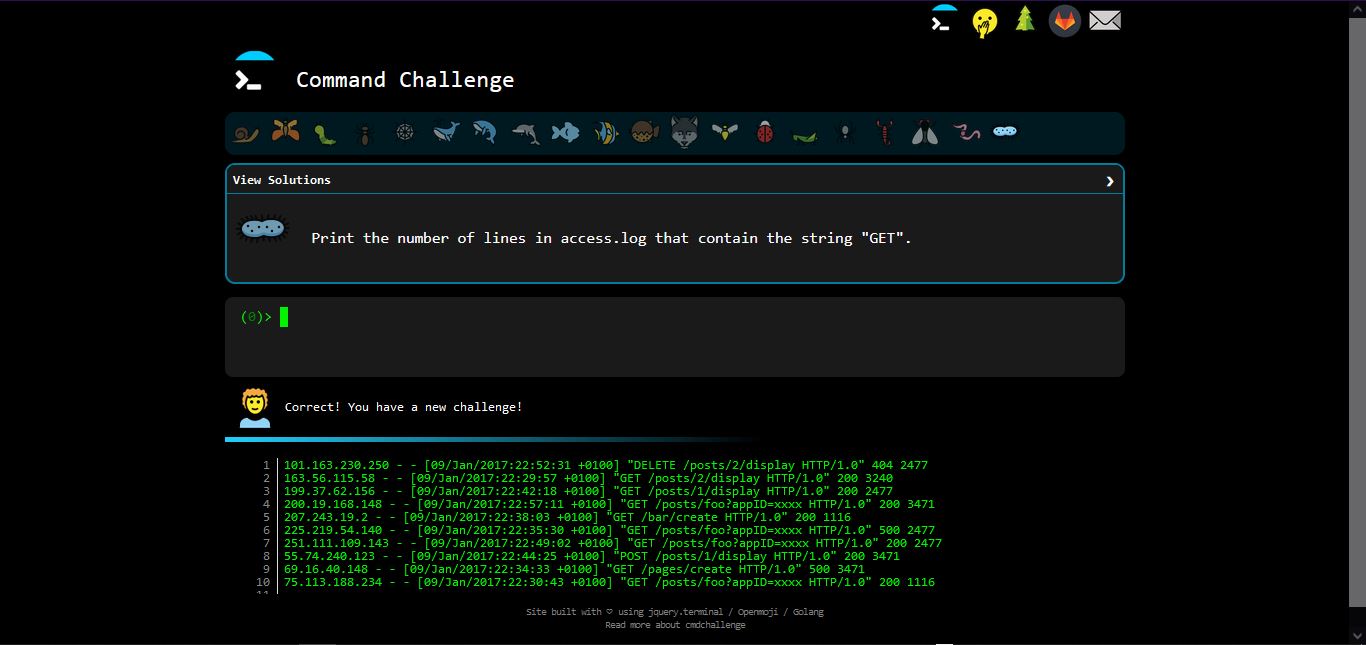 Command Challenge
View Solutions
Print the number of lines in access.log that contain the string "GET".
(0)>
Correct! You have a new challenge!
1 101.163.230.250 - - [09/Jan/2017:22:52:31 +0100] "DELETE /posts/2/display HTTP/1.0" 404 2477
2 163.56.115.58 - - [09/Jan/2017:22:29:57 +0100] "GET /posts/2/display HTTP/1.0" 200 3240
3 199.37.62.156 - - [09/Jan/2017:22:42:18 +0100] "GET /posts/1/display HTTP/1.0" 200 2477
4 200.19.168.148 - - [09/Jan/2017:22:57:11 +0100] "GET /posts/foo?appID=xxxx HTTP/1.0" 200 3471
5 207.243.19.2 - - [09/Jan/2017:22:38:03 +0100] "GET /bar/create HTTP/1.0" 200 1116
6 225.219.54.140 - - [09/Jan/2017:22:35:30 +0100] "GET /posts/foo?appID=xxxx HTTP/1.0" 500 2477
7 251.111.109.143 - - [09/Jan/2017:22:49:02 +0100] "GET /posts/foo?appID=xxxx HTTP/1.0" 200 2477
8 55.74.240.123 - - [09/Jan/2017:22:44:25 +0100] "POST /posts/1/display HTTP/1.0" 200 3471
9 69.16.40.148 - - [09/Jan/2017:22:34:33 +0100] "GET /pages/create HTTP/1.0" 500 3471
10 75.113.188.234 - - [09/Jan/2017:22:30:43 +0100] "GET /posts/foo?appID=xxxx HTTP/1.0" 200 1116
11
Site built with ♡ using jquery.terminal / Openmoji / Golang
Read more about cmdchallenge